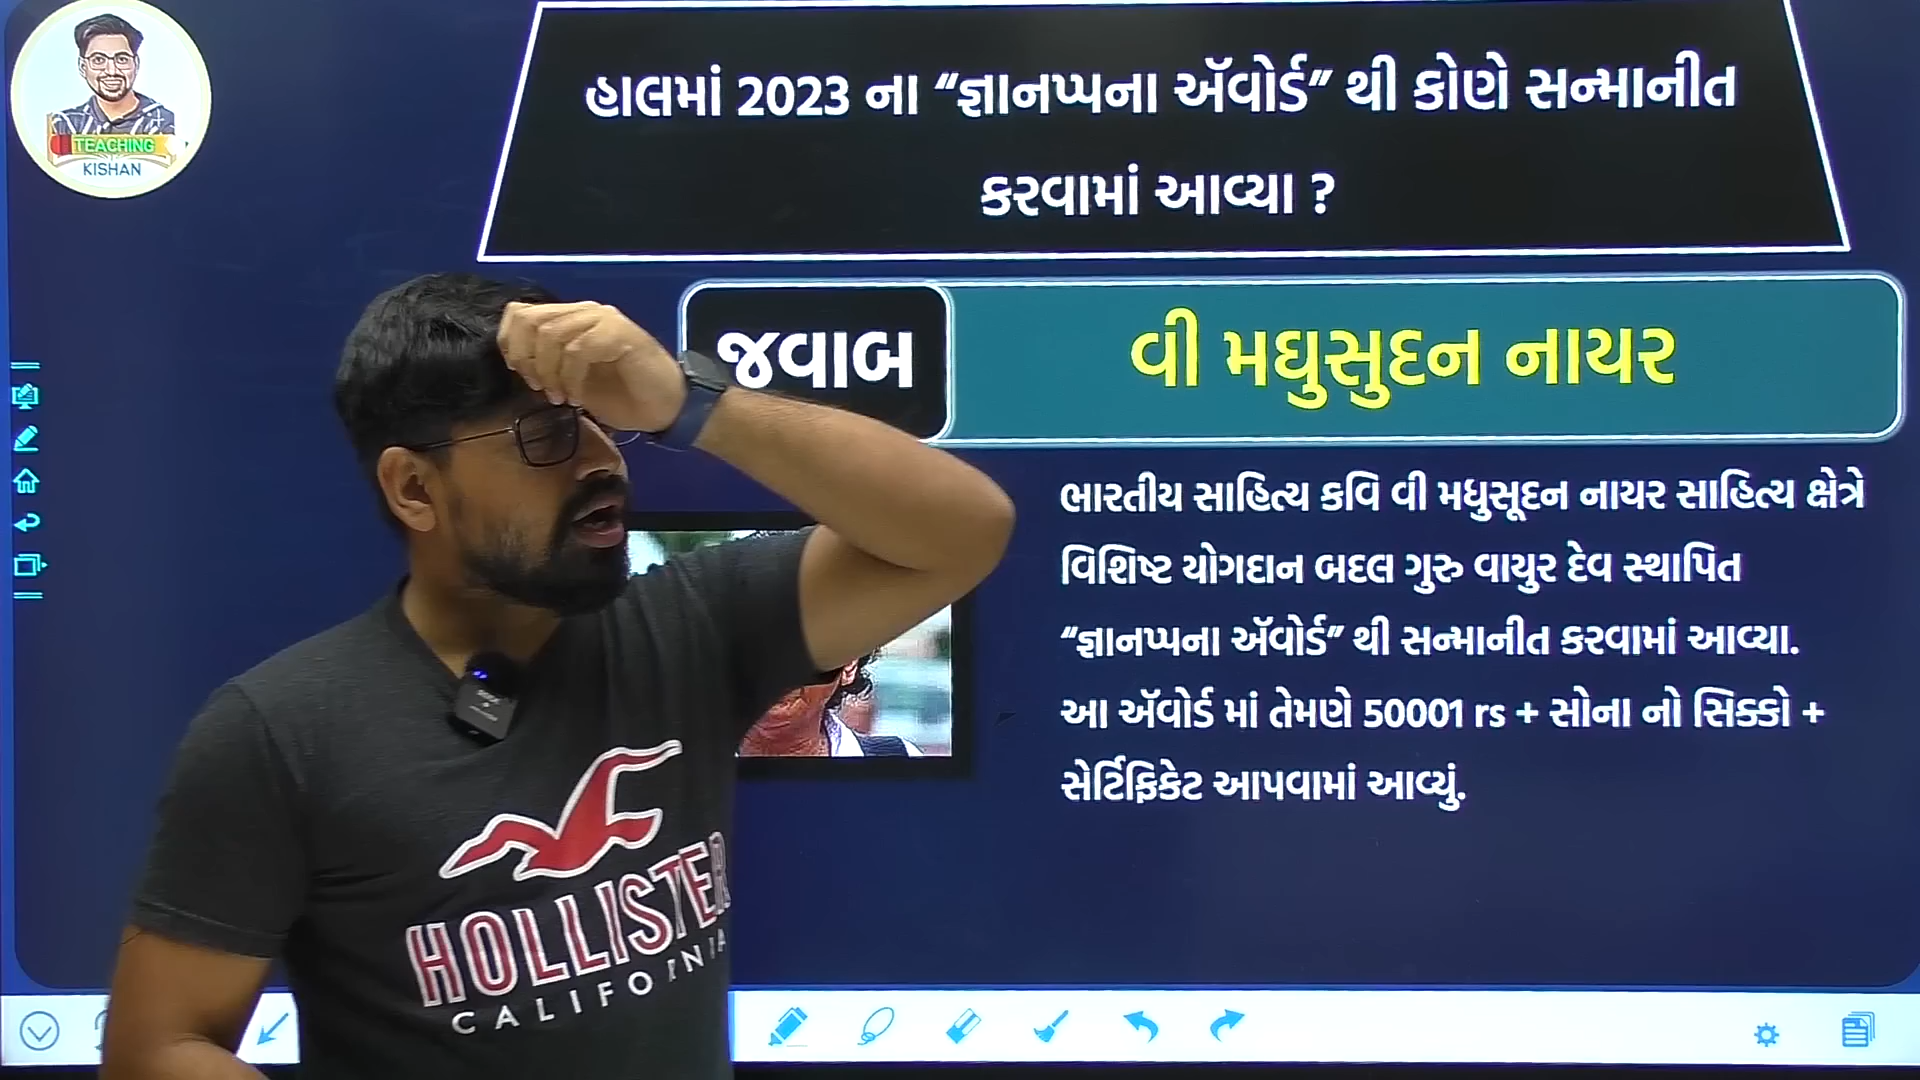 TEACHING
KISHAN
હાલમાં 2023 ના “જ્ઞાનપ્પના ઍવોર્ડ” થી કોણે સન્માનીત
કરવામાં આવ્યા ?
જવાબ
વી મધુસુદન નાયર
ભારતીય સાહિત્ય કવિ વી મધુસૂદન નાયર સાહિત્ય ક્ષેત્રે
વિશિષ્ટ યોગદાન બદલ ગુરુ વાયુર દેવ સ્થાપિત
“જ્ઞાનપ્પના ઍવોર્ડ” થી સન્માનીત કરવામાં આવ્યા.
આ ઍવોર્ડ માં તેમણે 50001 rs + સોના નો સિક્કો +
સેર્ટિફિકેટ આપવામાં આવ્યું.
HOLLISTER
CALIFORNIA